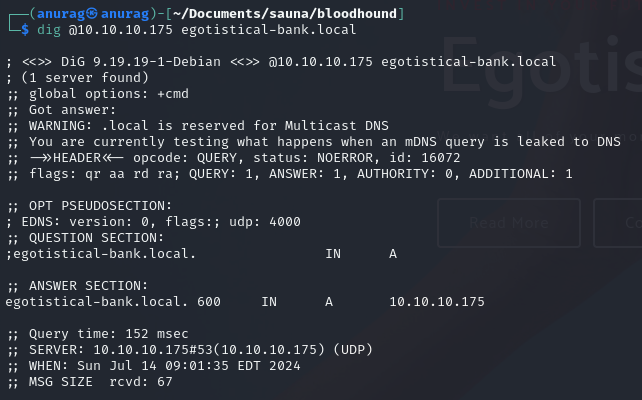 ┌──(anurag㉿anurag)-[~/Documents/sauna/bloodhound]
└─$ dig @10.10.10.175 egotistical-bank.local
; <<>> DiG 9.19.19-1-Debian <<>> @10.10.10.175 egotistical-bank.local
; (1 server found)
;; global options: +cmd
;; Got answer:
;; WARNING: .local is reserved for Multicast DNS
;; You are currently testing what happens when an mDNS query is leaked to DNS
;; ->>HEADER<<- opcode: QUERY, status: NOERROR, id: 16072
;; flags: qr aa rd ra; QUERY: 1, ANSWER: 1, AUTHORITY: 0, ADDITIONAL: 1
;; OPT PSEUDOSECTION:
; EDNS: version: 0, flags:; udp: 4000
;; QUESTION SECTION:
;egotistical-bank.local. IN A
Read More
;; ANSWER SECTION:
egotistical-bank.local. 600 IN A 10.10.10.175
;; Query time: 152 msec
;; SERVER: 10.10.10.175#53(10.10.10.175) (UDP)
;; WHEN: Sun Jul 14 09:01:35 EDT 2024
;; MSG SIZE rcvd: 67